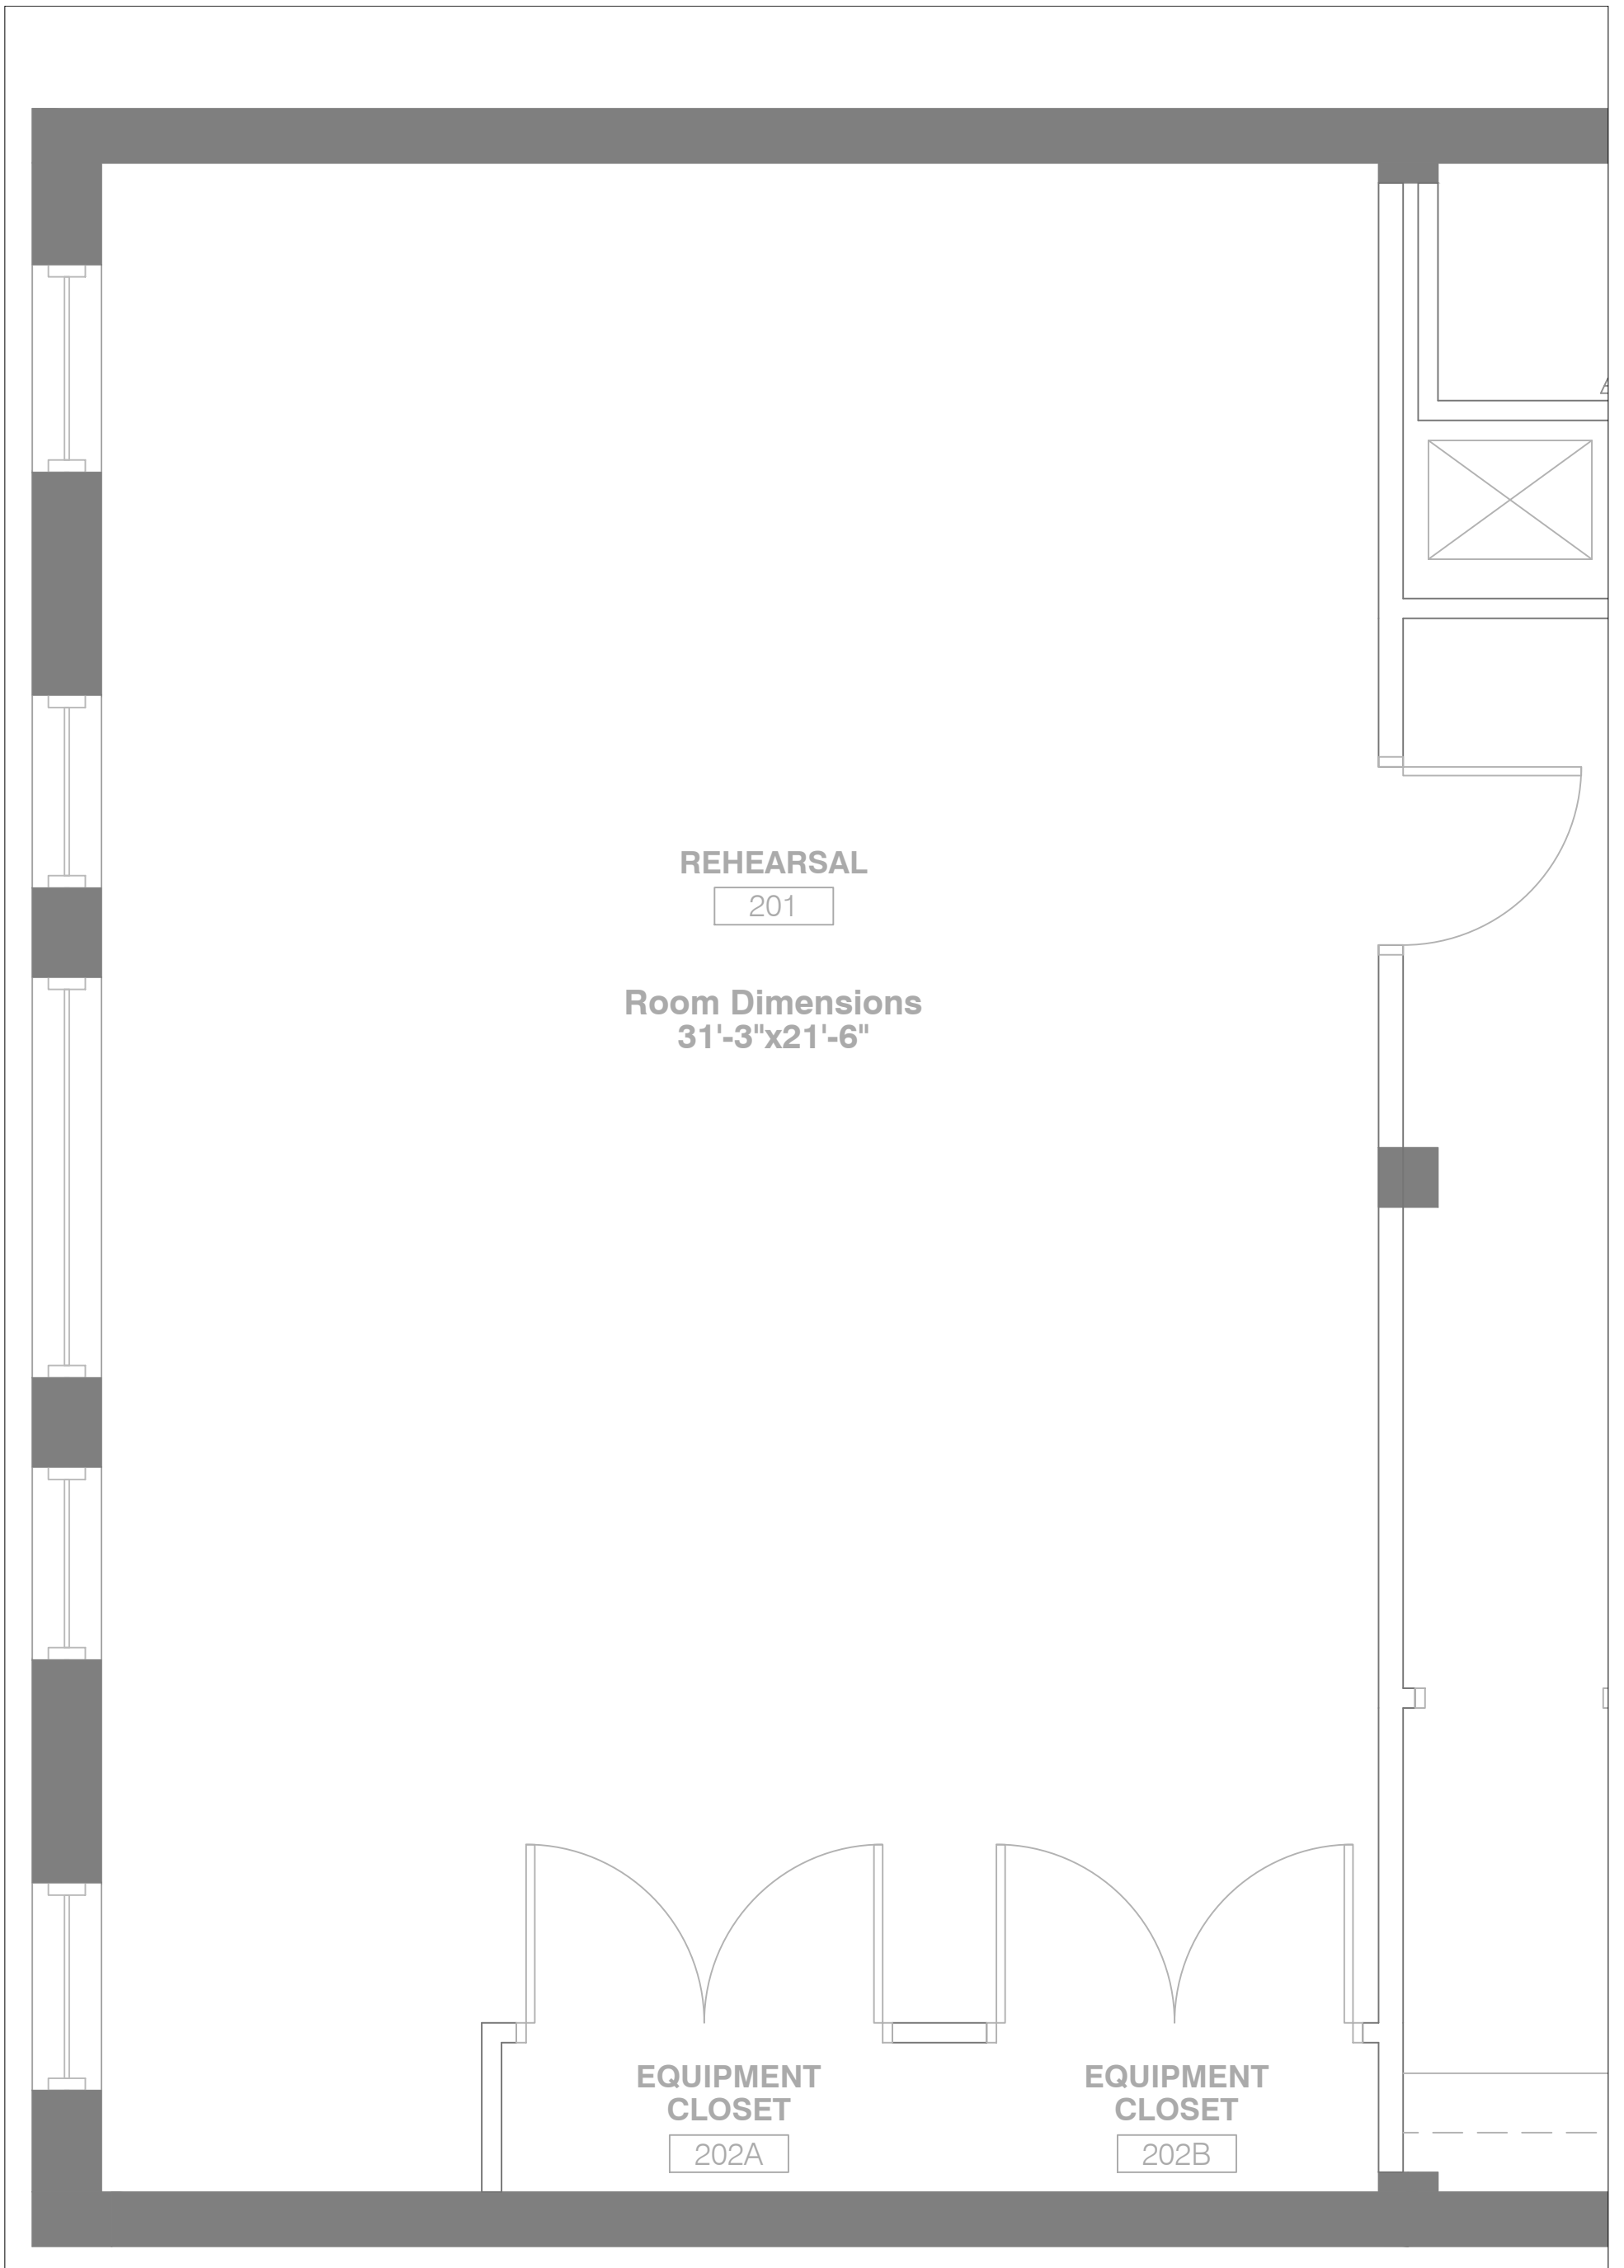 REHEARSAL
201
Room Dimensions
31'-3"x21'-6"
EQUIPMENT
CLOSET
202A
EQUIPMENT
CLOSET
202B